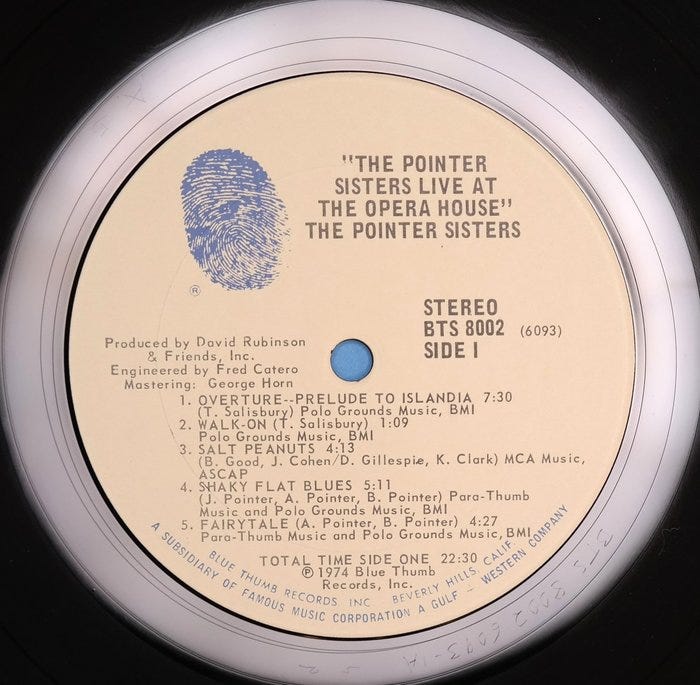 "THE POINTER
SISTERS LIVE AT
THE OPERA HOUSE"
THE POINTER SISTERS
®
STEREO
BTS 8002 (6093)
SIDE I
Produced by David Rubinson
& Friends, Inc.
Engineered by Fred Catero
Mastering: George Horn
1. OVERTURE--PRELUDE TO ISLANDIA 7:30
(T. Salisbury) Polo Grounds Music, BMI
2. WALK-ON (T. Salisbury) 1:09
Polo Grounds Music, BMI
3. SALT PEANUTS 4:13
(B. Good, J. Cohen/D. Gillespie, K. Clark) MCA Music,
ASCAP
4. SHAKY FLAT BLUES 5:11
(J. Pointer, A. Pointer, B. Pointer) Para-Thumb
Music and Polo Grounds Music, BMI
5. FAIRYTALE (A. Pointer, B. Pointer) 4:27
Para-Thumb Music and Polo Grounds Music, BMI
TOTAL TIME SIDE ONE 22:30
℗ 1974 Blue Thumb
Records, Inc.
BLUE THUMB RECORDS, INC BEVERLY HILLS, CALIF.
A SUBSIDIARY OF FAMOUS MUSIC CORPORATION A GULF + WESTERN COMPANY
BTS 8002 6093-1A